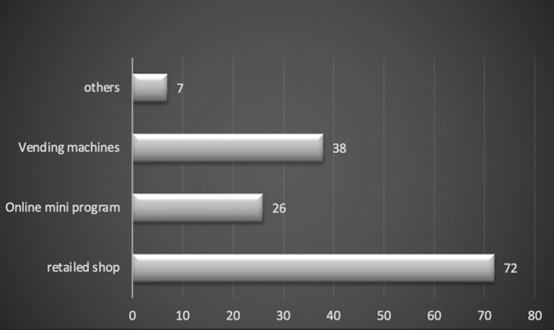 others 7
Vending machines 38
Online mini program 26
retailed shop 72
0 10 20 30 40 50 60 70 80